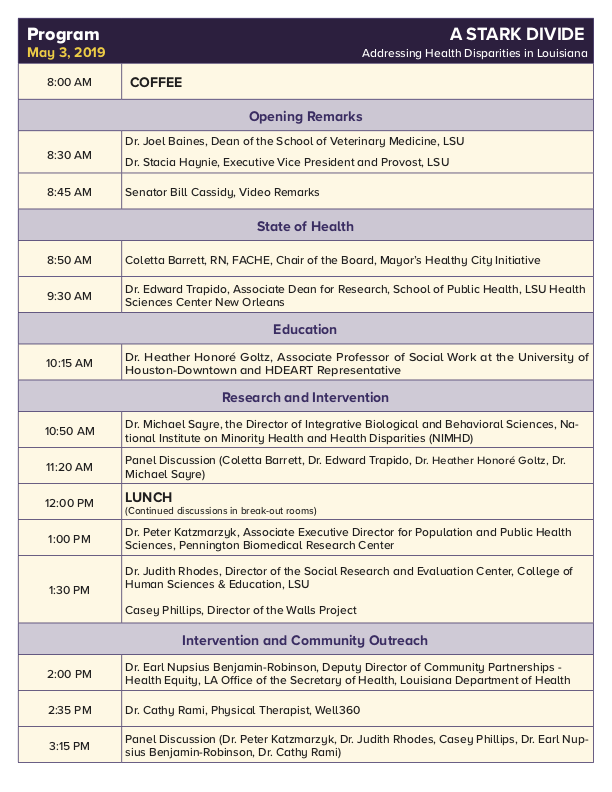 Program
A STARK DIVIDE
May 3, 2019
Addressing Health Disparities in Louisiana
8:00 AM
COFFEE
Opening Remarks
8:30 AM
Dr. Joel Baines, Dean of the School of Veterinary Medicine, LSU
Dr. Stacia Haynie, Executive Vice President and Provost, LSU
8:45 AM
Senator Bill Cassidy, Video Remarks
State of Health
8:50 AM
Coletta Barrett, RN, FACHE, Chair of the Board, Mayor's Healthy City Initiative
9:30 AM
Dr. Edward Trapido, Associate Dean for Research, School of Public Health, LSU Health
Sciences Center New Orleans
Education
10:15 AM
Dr. Heather Honoré Goltz, Associate Professor of Social Work at the University of
Houston-Downtown and HDEART Representative
Research and Intervention
10:50 AM
Dr. Michael Sayre, the Director of Integrative Biological and Behavioral Sciences, Na-
tional Institute on Minority Health and Health Disparities (NIMHD)
11:20 AM
Panel Discussion (Coletta Barrett, Dr. Edward Trapido, Dr. Heather Honoré Goltz, Dr.
Michael Sayre)
12:00 PM
LUNCH
(Continued discussions in break-out rooms)
1:00 PM
Dr. Peter Katzmarzyk, Associate Executive Director for Population and Public Health
Sciences, Pennington Biomedical Research Center
1:30 PM
Dr. Judith Rhodes, Director of the Social Research and Evaluation Center, College of
Human Sciences & Education, LSU
Casey Phillips, Director of the Walls Project
Intervention and Community Outreach
2:00 PM
Dr. Earl Nupsius Benjamin-Robinson, Deputy Director of Community Partnerships -
Health Equity, LA Office of the Secretary of Health, Louisiana Department of Health
2:35 PM
Dr. Cathy Rami, Physical Therapist, Well360
3:15 PM
Panel Discussion (Dr. Peter Katzmarzyk, Dr. Judith Rhodes, Casey Phillips, Dr. Earl Nup-
sius Benjamin-Robinson, Dr. Cathy Rami)